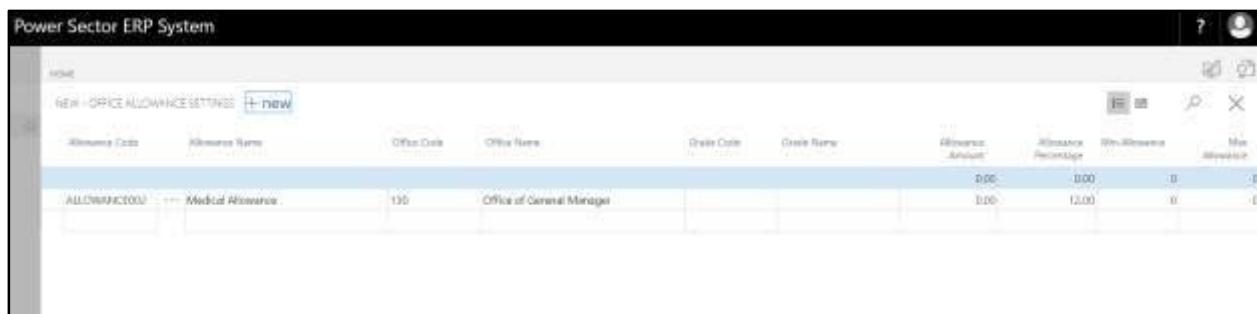 Power Sector ERP System ?
HOME
NEW - OFFICE ALLOWANCE SETTINGS + new
Allowance Code Allowance Name Office Code Office Name Grade Code Grade Name Allowance Amount Allowance Percentage Min Allowance Max Allowance
0.00 0.00 0 0
ALLOWANCE002 ··· Medical Allowance 130 Office of General Manager 0.00 12.00 0 0